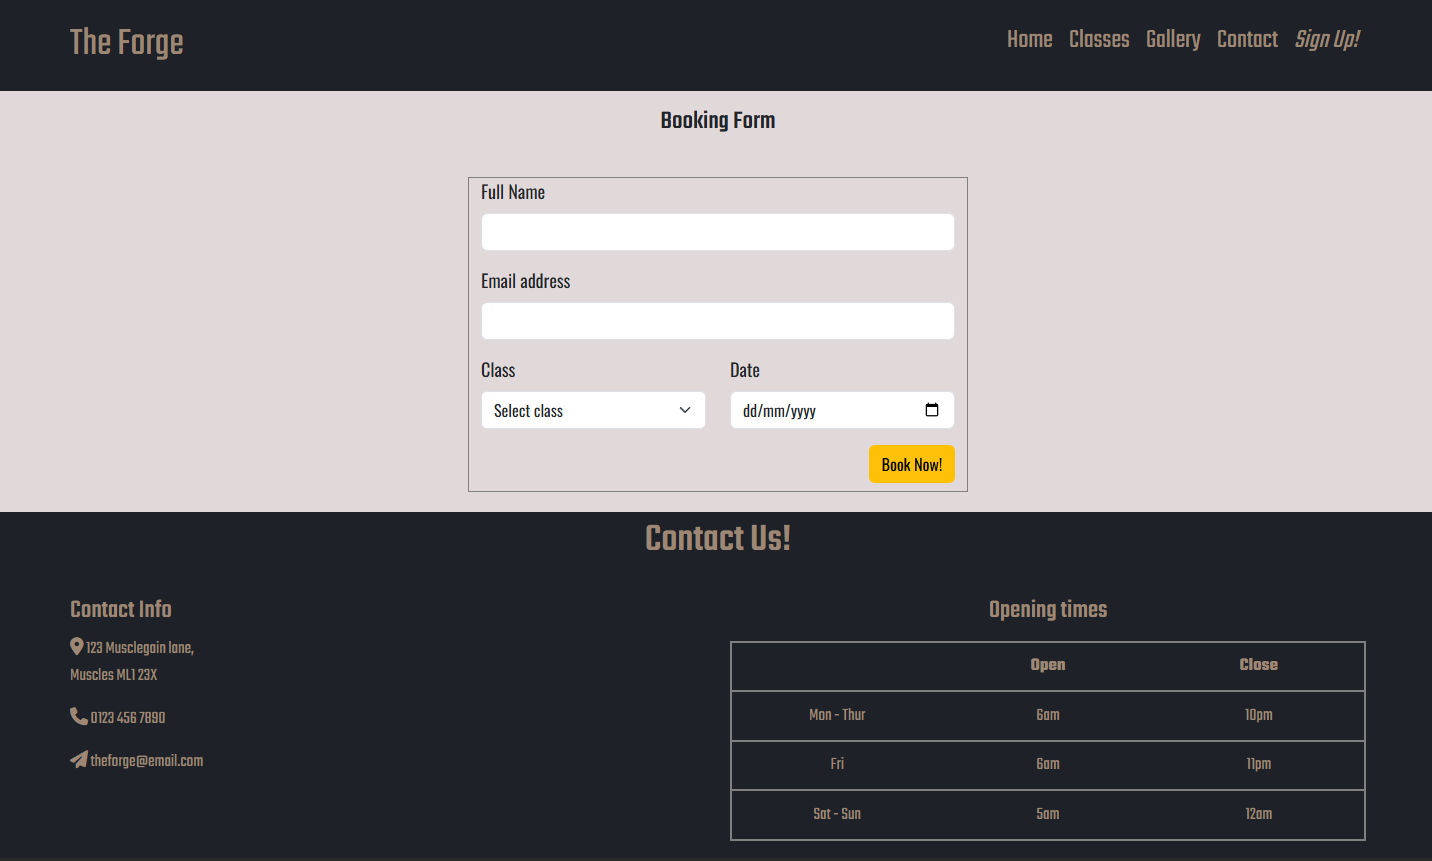 The Forge
Home Classes Gallery Contact Sign Up!
Booking Form
Full Name
Email address
Class Date
Select class dd/mm/yyyy
Book Now!
Contact Us!
Contact Info
123 Musclegain lane,
Muscles ML1 23X
0123 456 7890
theforge@email.com
Opening times
Open Close
Mon - Thur 6am 10pm
Fri 6am 11pm
Sat - Sun 5am 12am